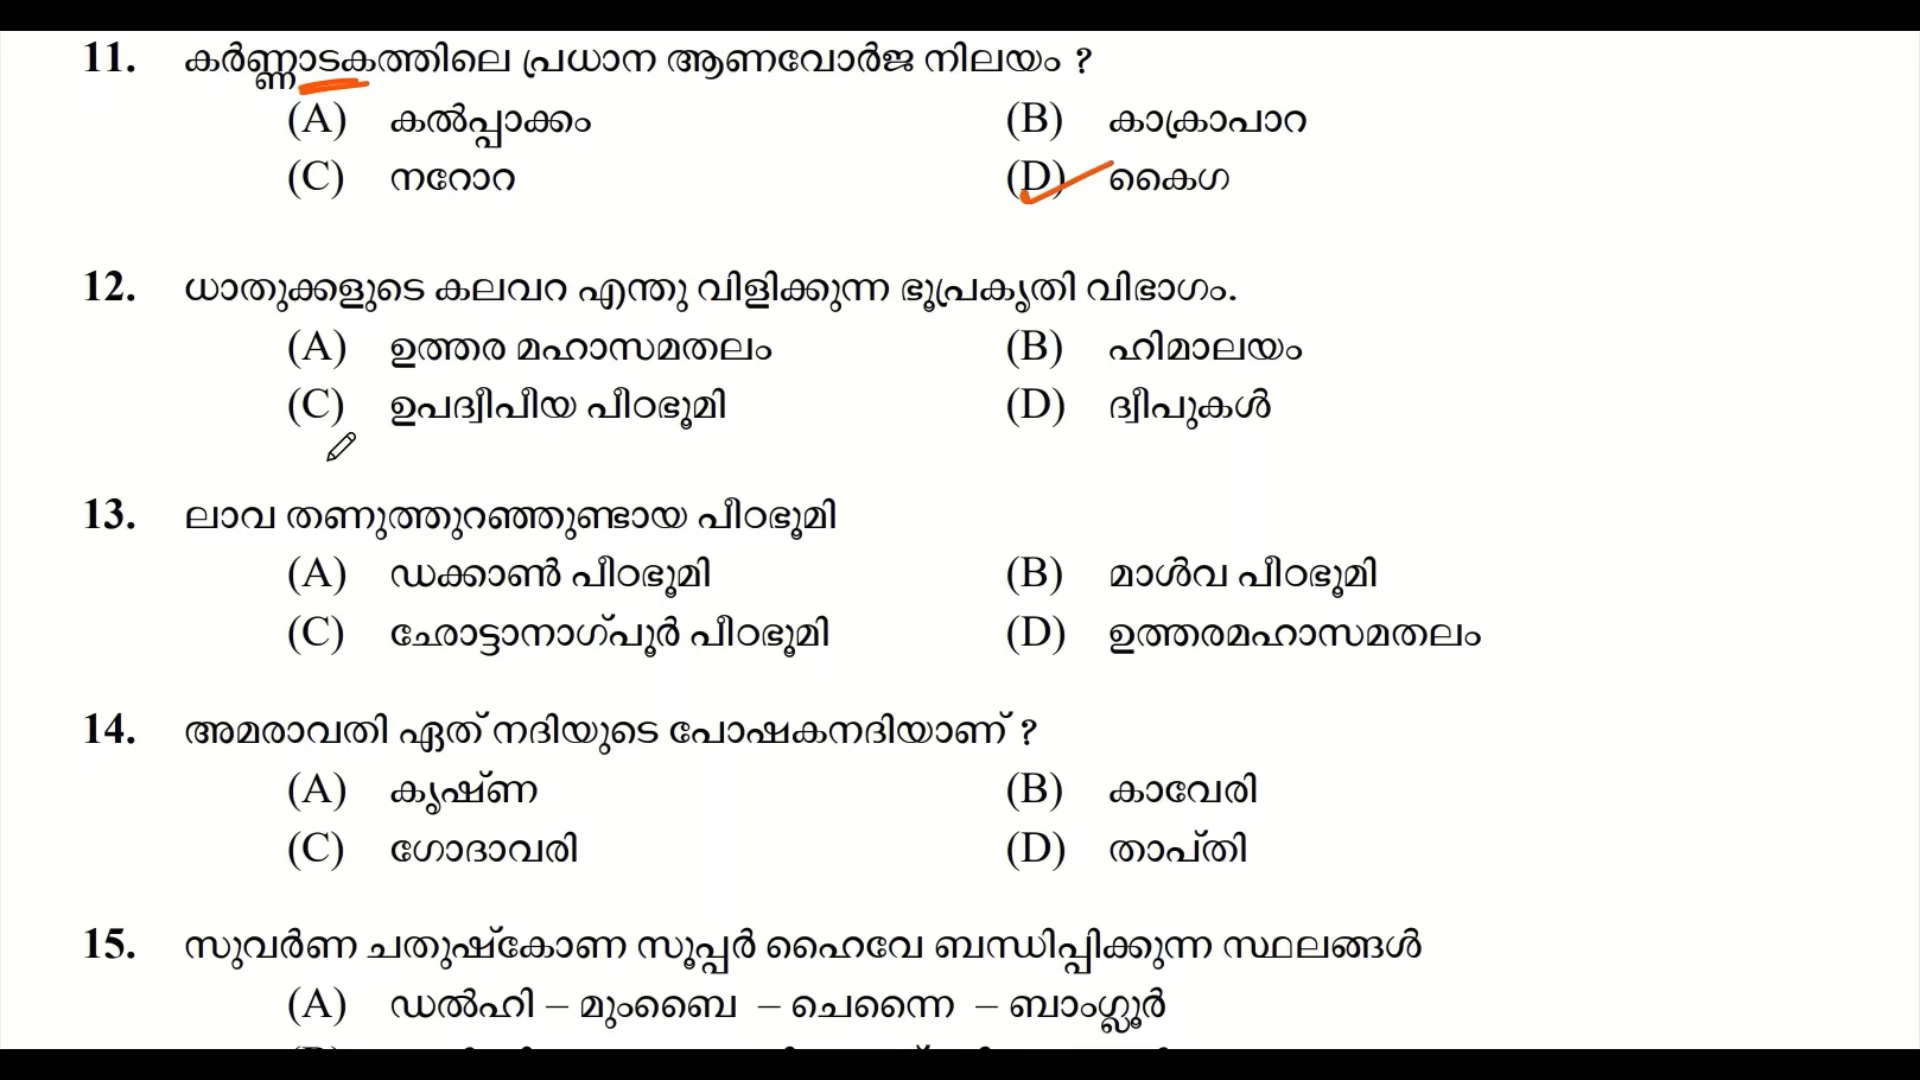 11. കർണ്ണാടകത്തിലെ പ്രധാന ആണവോർജ നിലയം ?
(A) കൽപ്പാക്കം (B) കാക്രാപാറ
(C) നറോറ (D) കൈഗ
12. ധാതുക്കളുടെ കലവറ എന്തു വിളിക്കുന്ന ഭൂപ്രകൃതി വിഭാഗം.
(A) ഉത്തര മഹാസമതലം (B) ഹിമാലയം
(C) ഉപദ്വീപീയ പീഠഭൂമി (D) ദ്വീപുകൾ
13. ലാവ തണുത്തുറഞ്ഞുണ്ടായ പീഠഭൂമി
(A) ഡക്കാൺ പീഠഭൂമി (B) മാൾവ പീഠഭൂമി
(C) ഛോട്ടാനാഗ്പൂർ പീഠഭൂമി (D) ഉത്തരമഹാസമതലം
14. അമരാവതി ഏത് നദിയുടെ പോഷകനദിയാണ് ?
(A) കൃഷ്ണ (B) കാവേരി
(C) ഗോദാവരി (D) താപ്തി
15. സുവർണ ചതുഷ്കോണ സൂപ്പർ ഹൈവേ ബന്ധിപ്പിക്കുന്ന സ്ഥലങ്ങൾ
(A) ഡൽഹി – മുംബൈ – ചെന്നൈ – ബാംഗ്ലൂർ